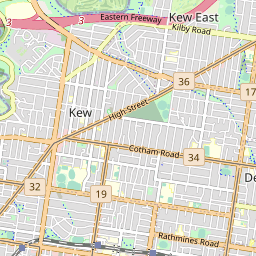 Kew East
Eastern Freeway
3
Kilby Road
3
36
17
High Street
Kew
Cotham Road
34
De
32
19
Rathmines Road